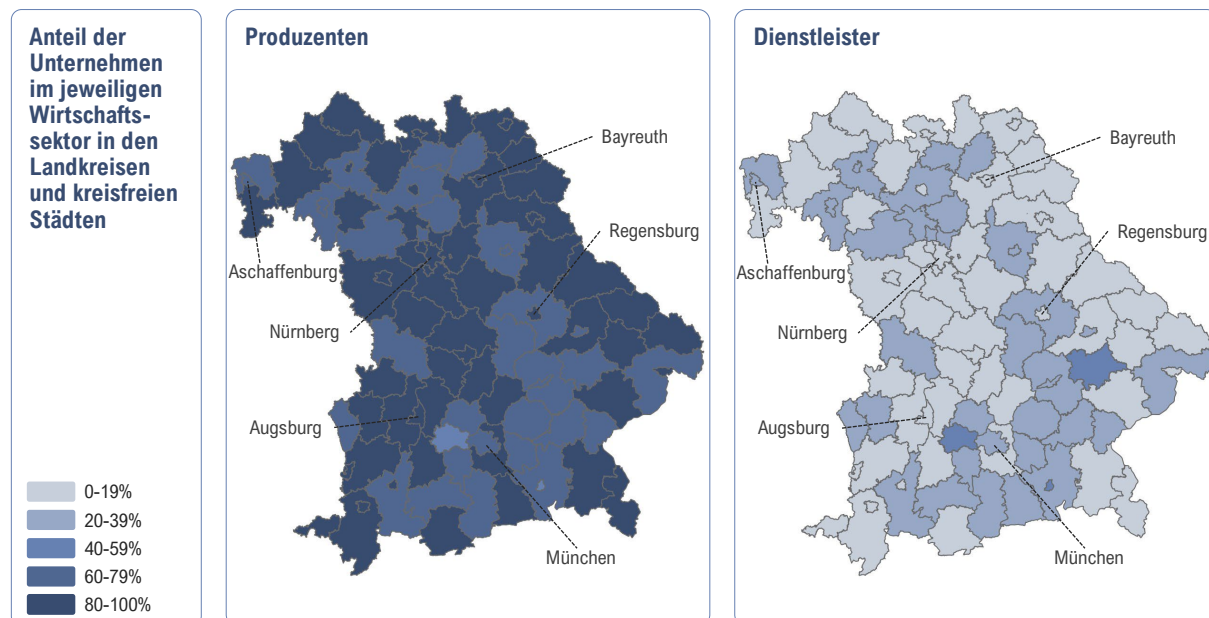 Anteil der
Unternehmen
im jeweiligen
Wirtschafts-
sektor in den
Landkreisen
und kreisfreien
Städten
0-19%
20-39%
40-59%
60-79%
80-100%
Produzenten
Bayreuth
Regensburg
Aschaffenburg
Nürnberg
Augsburg
München
Dienstleister
Bayreuth
Regensburg
Aschaffenburg
Nürnberg
Augsburg
München